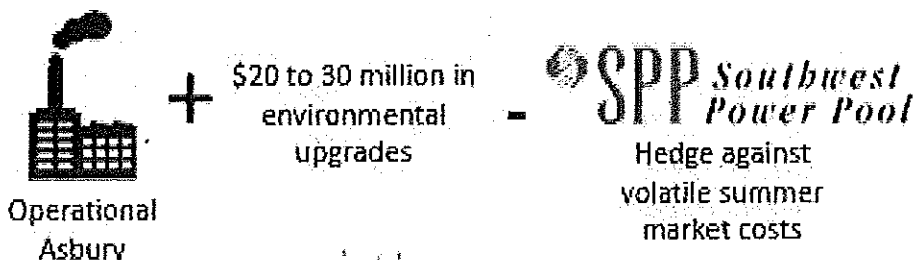 Operational
Asbury
+
$20 to 30 million in
environmental
upgrades
-
SPP Southwest
Power Pool
Hedge against
volatile summer
market costs